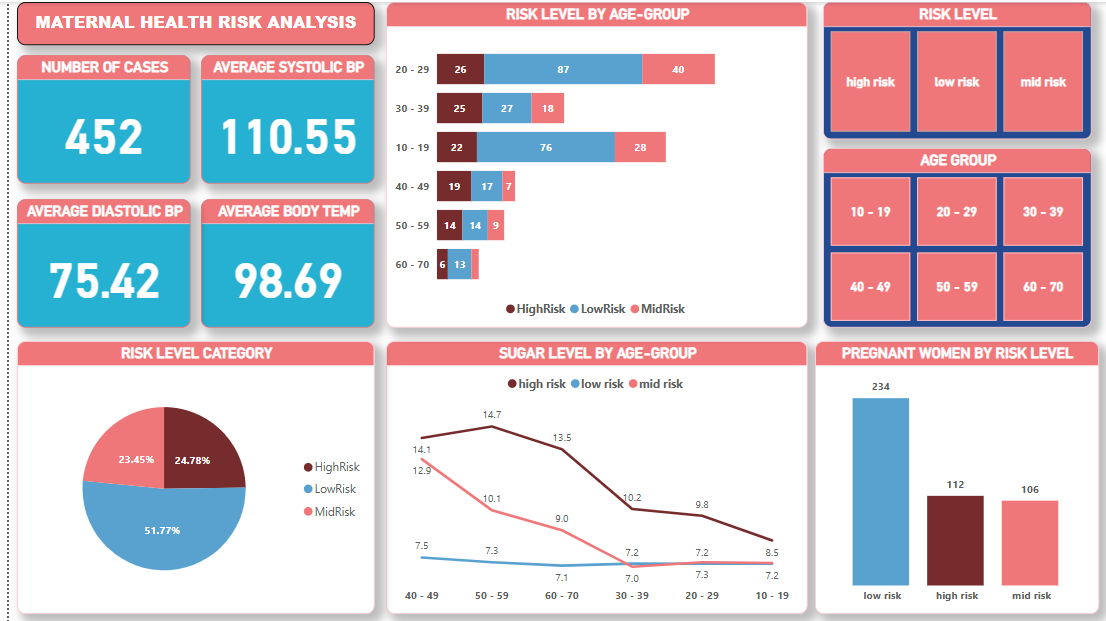 MATERNAL HEALTH RISK ANALYSIS
NUMBER OF CASES
452
AVERAGE SYSTOLIC BP
110.55
AVERAGE DIASTOLIC BP
75.42
AVERAGE BODY TEMP
98.69
RISK LEVEL BY AGE-GROUP
20 - 29 26 87 40
30 - 39 25 27 18
10 - 19 22 76 28
40 - 49 19 17 7
50 - 59 14 14 9
60 - 70 6 13
HighRisk LowRisk MidRisk
RISK LEVEL
high risk low risk mid risk
AGE GROUP
10 - 19 20 - 29 30 - 39
40 - 49 50 - 59 60 - 70
RISK LEVEL CATEGORY
23.45% 24.78%
51.77%
HighRisk
LowRisk
MidRisk
SUGAR LEVEL BY AGE-GROUP
high risk low risk mid risk
14.7
13.5
14.1
12.9
10.1
10.2
9.8
9.0
7.5
7.3
7.2
7.2
8.5
7.1
7.0
7.3
7.2
40 - 49 50 - 59 60 - 70 30 - 39 20 - 29 10 - 19
PREGNANT WOMEN BY RISK LEVEL
234
112
106
low risk high risk mid risk